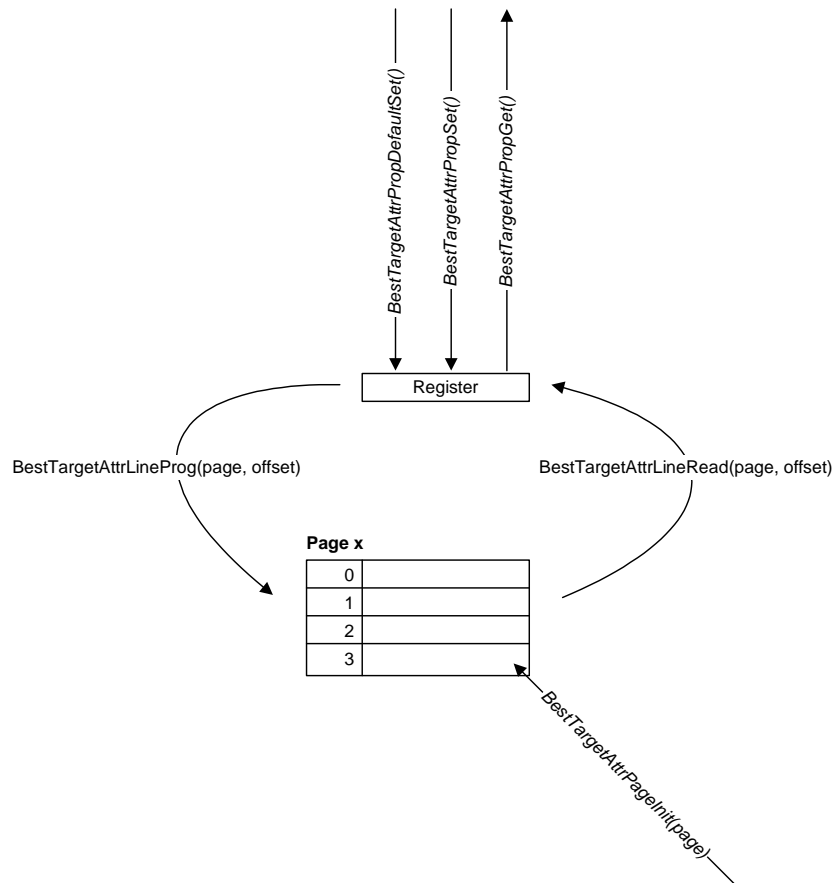 BestTargetAttrPropDefaultSet()
BestTargetAttrPropSet()
BestTargetAttrPropGet()
Register
BestTargetAttrLineProg(page, offset)
BestTargetAttrLineRead(page, offset)
Page x
0
1
2
3
BestTargetAttrPageInit(page)